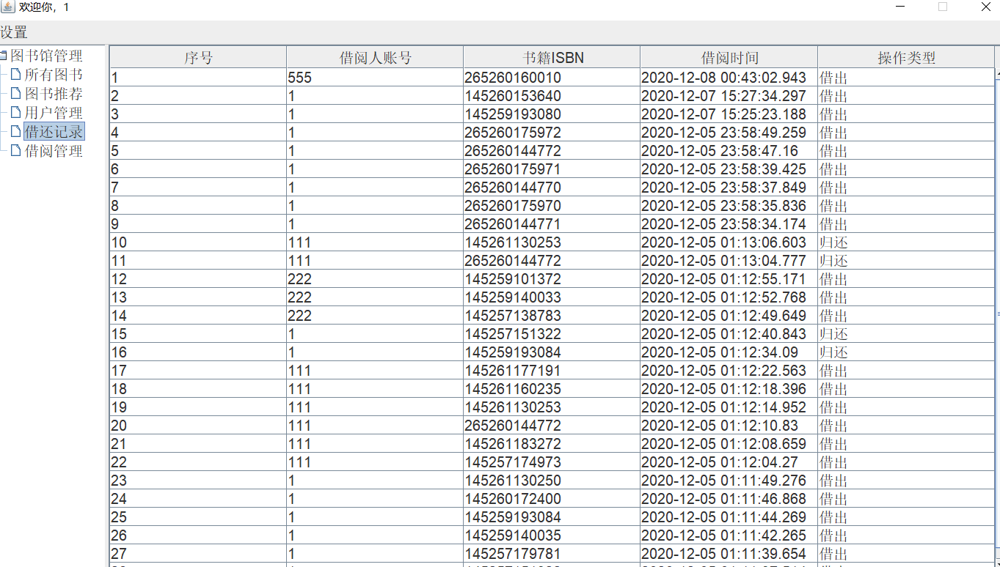 欢迎你，1
设置
图书馆管理
所有图书
图书推荐
用户管理
借还记录
借阅管理
序号 借阅人账号 书籍ISBN 借阅时间 操作类型
1 555 265260160010 2020-12-08 00:43:02.943 借出
2 1 145260153640 2020-12-07 15:27:34.297 借出
3 1 145259193080 2020-12-07 15:25:23.188 借出
4 1 265260175972 2020-12-05 23:58:49.259 借出
5 1 265260144772 2020-12-05 23:58:47.16 借出
6 1 265260175971 2020-12-05 23:58:39.425 借出
7 1 265260144770 2020-12-05 23:58:37.849 借出
8 1 265260175970 2020-12-05 23:58:35.836 借出
9 1 265260144771 2020-12-05 23:58:34.174 借出
10 111 145261130253 2020-12-05 01:13:06.603 归还
11 111 265260144772 2020-12-05 01:13:04.777 归还
12 222 145259101372 2020-12-05 01:12:55.171 借出
13 222 145259140033 2020-12-05 01:12:52.768 借出
14 222 145257138783 2020-12-05 01:12:49.649 借出
15 1 145257151322 2020-12-05 01:12:40.843 归还
16 1 145259193084 2020-12-05 01:12:34.09 归还
17 111 145261177191 2020-12-05 01:12:22.563 借出
18 111 145261160235 2020-12-05 01:12:18.396 借出
19 111 145261130253 2020-12-05 01:12:14.952 借出
20 111 265260144772 2020-12-05 01:12:10.83 借出
21 111 145261183272 2020-12-05 01:12:08.659 借出
22 111 145257174973 2020-12-05 01:12:04.27 借出
23 1 145261130250 2020-12-05 01:11:49.276 借出
24 1 145260172400 2020-12-05 01:11:46.868 借出
25 1 145259193084 2020-12-05 01:11:44.269 借出
26 1 145259140035 2020-12-05 01:11:42.265 借出
27 1 145257179781 2020-12-05 01:11:39.654 借出